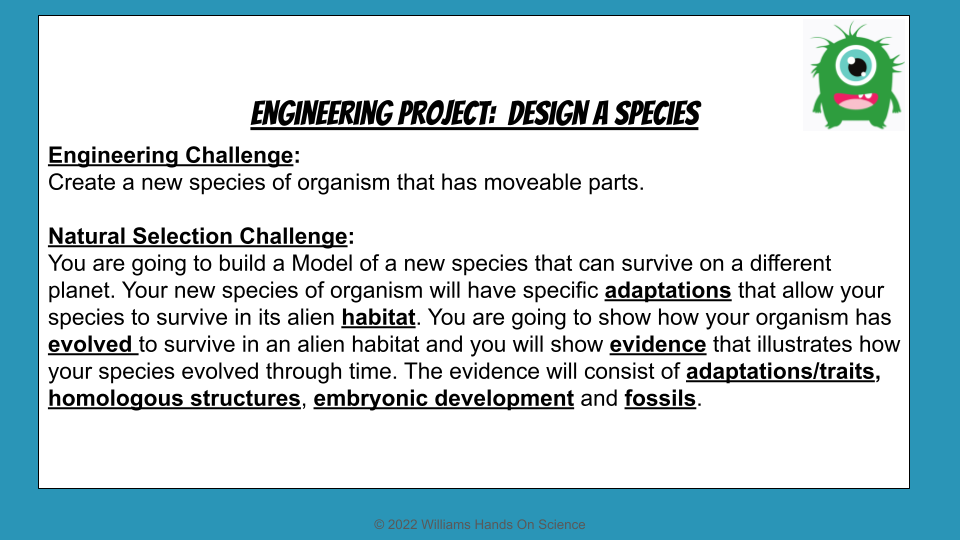 ENGINEERING PROJECT: DESIGN A SPECIES
Engineering Challenge:
Create a new species of organism that has moveable parts.
Natural Selection Challenge:
You are going to build a Model of a new species that can survive on a different
planet. Your new species of organism will have specific adaptations that allow your
species to survive in its alien habitat. You are going to show how your organism has
evolved to survive in an alien habitat and you will show evidence that illustrates how
your species evolved through time. The evidence will consist of adaptations/traits,
homologous structures, embryonic development and fossils.
© 2022 Williams Hands On Science